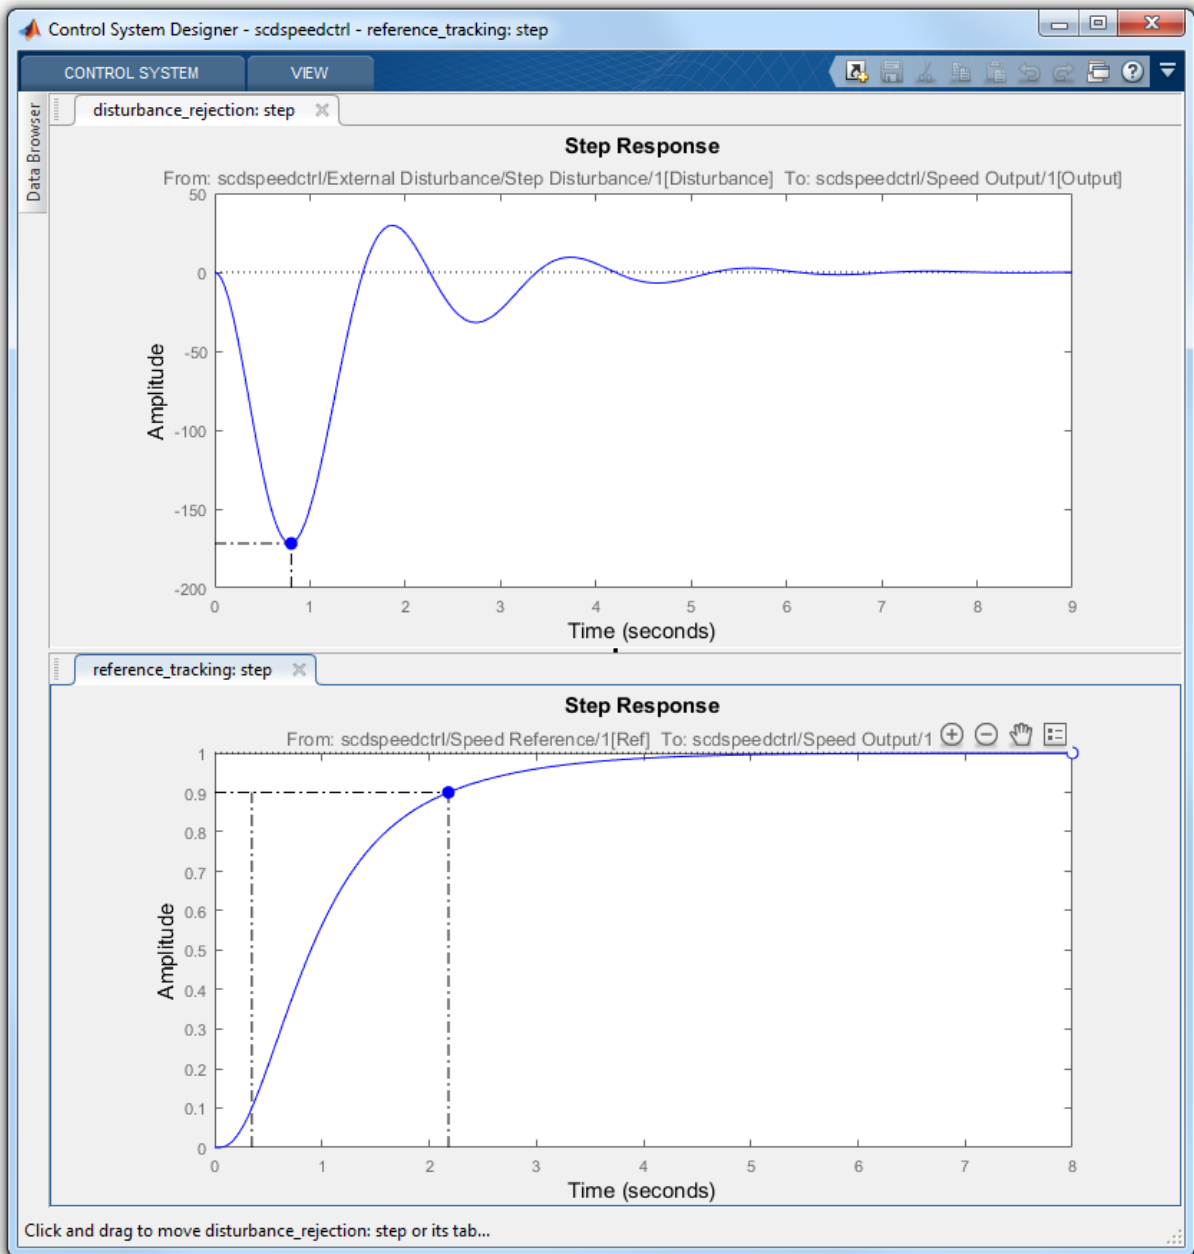 Control System Designer - scdspeedctrl - reference_tracking: step
CONTROL SYSTEM VIEW
Data Browser
disturbance_rejection: step
Step Response
From: scdspeedctrl/External Disturbance/Step Disturbance/1[Disturbance] To: scdspeedctrl/Speed Output/1[Output]
50
0
-50
-100
-150
-200
Amplitude
0 1 2 3 4 5 6 7 8 9
Time (seconds)
reference_tracking: step
Step Response
From: scdspeedctrl/Speed Reference/1[Ref] To: scdspeedctrl/Speed Output/1
1
0.9
0.8
0.7
0.6
0.5
0.4
0.3
0.2
0.1
0
Amplitude
0 1 2 3 4 5 6 7 8
Time (seconds)
Click and drag to move disturbance_rejection: step or its tab...